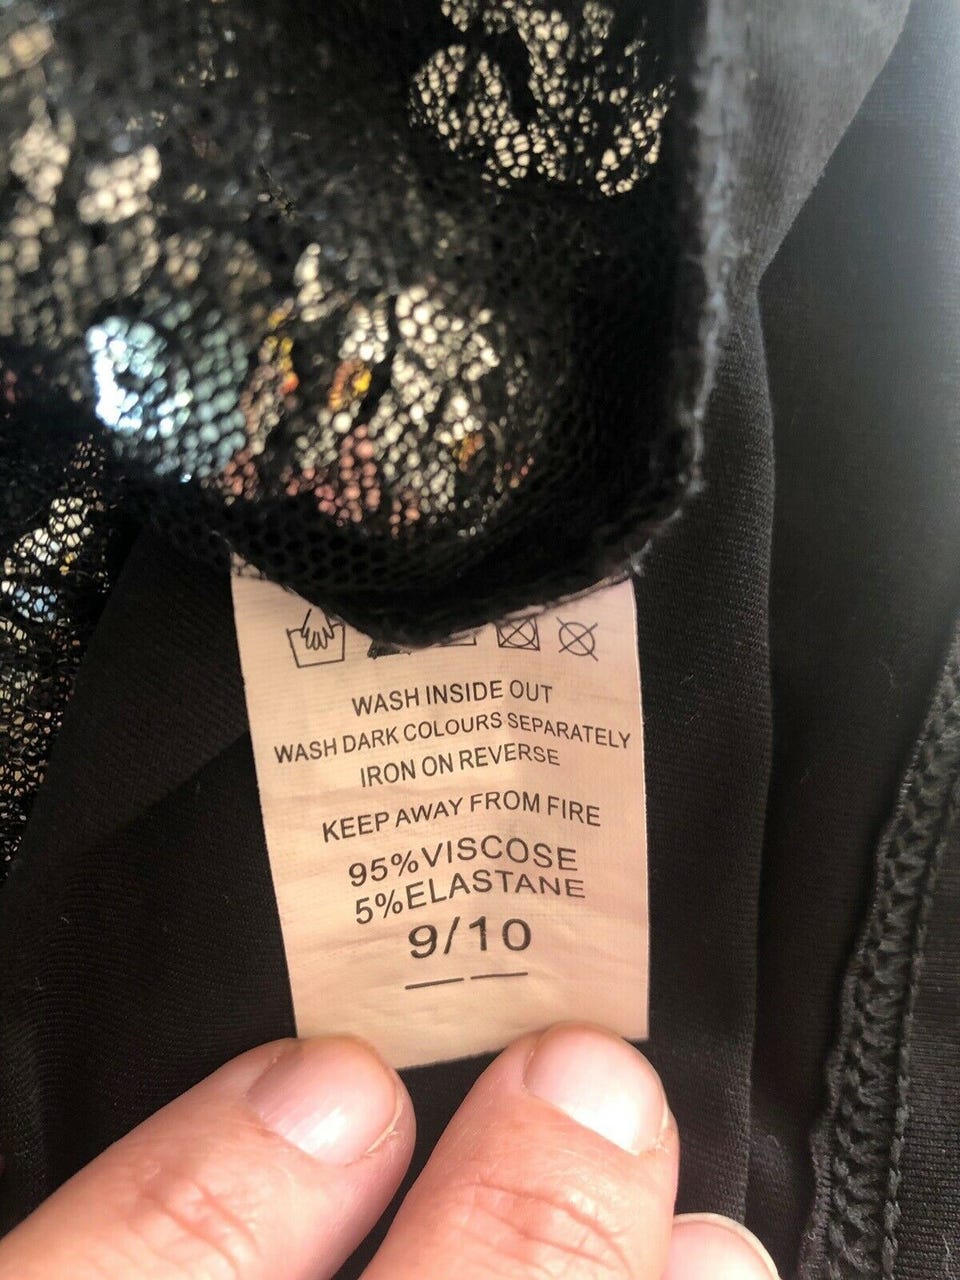 WASH INSIDE OUT
WASH DARK COLOURS SEPARATELY
IRON ON REVERSE
KEEP AWAY FROM FIRE
95%VISCOSE
5%ELASTANE
9/10